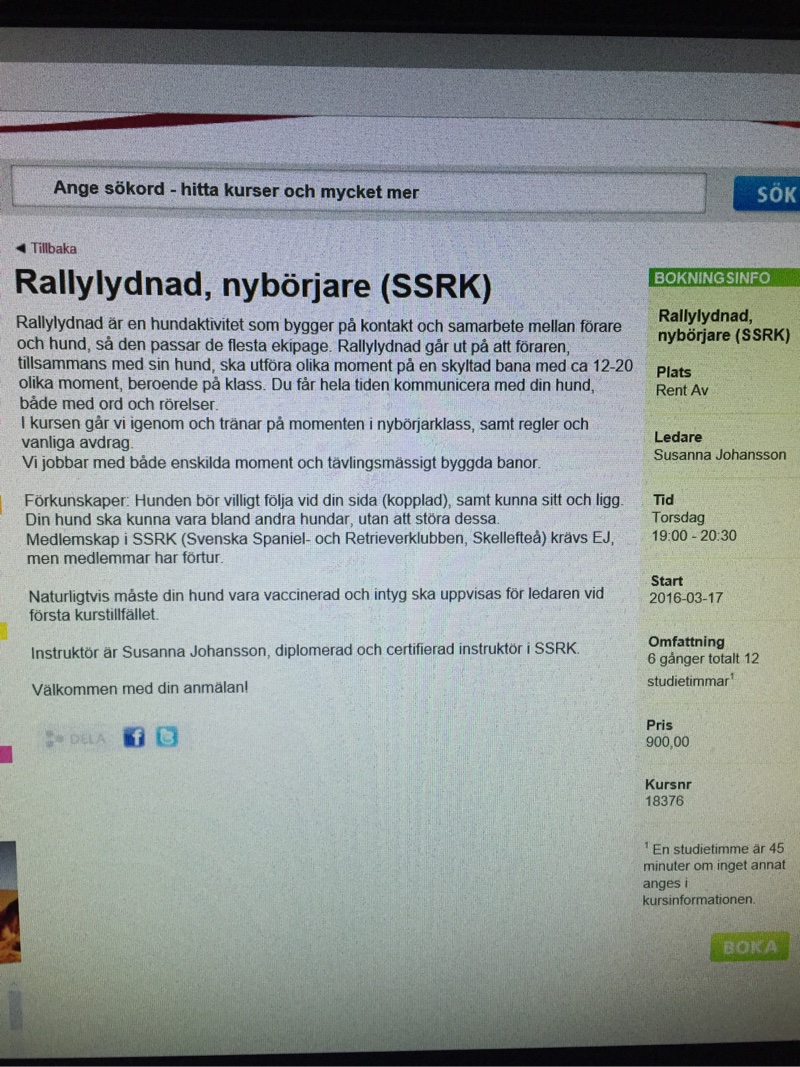 Ange sökord - hitta kurser och mycket mer
SÖK
◄ Tillbaka
Rallylydnad, nybörjare (SSRK)
Rallylydnad är en hundaktivitet som bygger på kontakt och samarbete mellan förare
och hund, så den passar de flesta ekipage. Rallylydnad går ut på att föraren,
tillsammans med sin hund, ska utföra olika moment på en skyltad bana med ca 12-20
olika moment, beroende på klass. Du får hela tiden kommunicera med din hund,
både med ord och rörelser.
I kursen går vi igenom och tränar på momenten i nybörjarklass, samt regler och
vanliga avdrag.
Vi jobbar med både enskilda moment och tävlingsmässigt byggda banor.
Förkunskaper: Hunden bör villigt följa vid din sida (kopplad), samt kunna sitt och ligg.
Din hund ska kunna vara bland andra hundar, utan att störa dessa.
Medlemskap i SSRK (Svenska Spaniel- och Retrieverklubben, Skellefteå) krävs EJ,
men medlemmar har förtur.
Naturligtvis måste din hund vara vaccinerad och intyg ska uppvisas för ledaren vid
första kurstillfället.
Instruktör är Susanna Johansson, diplomerad och certifierad instruktör i SSRK.
Välkommen med din anmälan!
DELA
BOKNINGSINFO
Rallylydnad,
nybörjare (SSRK)
Plats
Rent Av
Ledare
Susanna Johansson
Tid
Torsdag
19:00 - 20:30
Start
2016-03-17
Omfattning
6 gånger totalt 12
studietimmar¹
Pris
900,00
Kursnr
18376
¹ En studietimme är 45
minuter om inget annat
anges i
kursinformationen.
BOKA